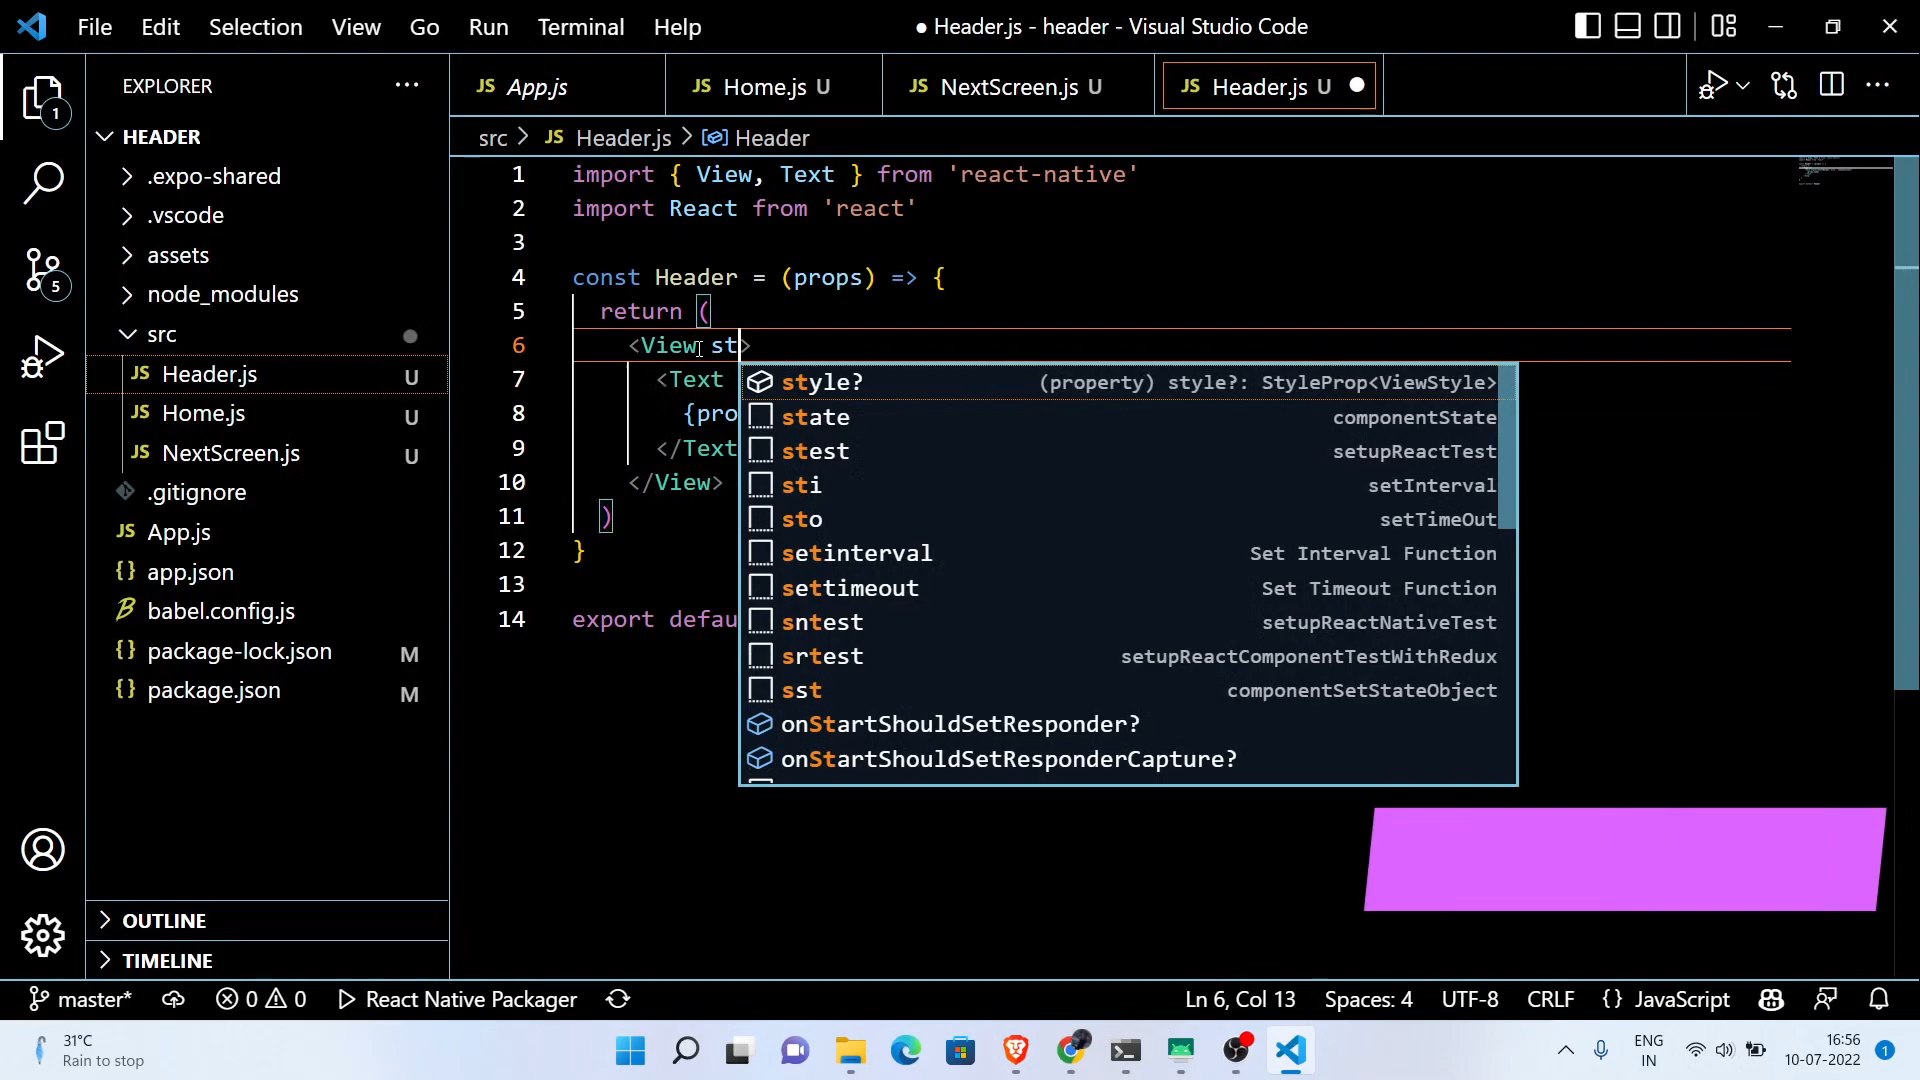 File Edit Selection View Go Run Terminal Help
● Header.js - header - Visual Studio Code
EXPLORER
1
HEADER
.expo-shared
.vscode
assets
node_modules
src
JS Header.js U
JS Home.js U
JS NextScreen.js U
.gitignore
JS App.js
{} app.json
babel.config.js
{} package-lock.json M
{} package.json M
5
OUTLINE
TIMELINE
JS App.js
JS Home.js U
JS NextScreen.js U
JS Header.js U
src > JS Header.js > Header
1 import { View, Text } from 'react-native'
2 import React from 'react'
3
4 const Header = (props) => {
5 return (
6 <View st>
7 <Text
8 {pro
9 </Text
10 </View>
11 )
12 }
13
14 export defau
style? (property) style?: StyleProp<ViewStyle>
state componentState
stest setupReactTest
sti setInterval
sto setTimeOut
setinterval Set Interval Function
settimeout Set Timeout Function
sntest setupReactNativeTest
srtest setupReactComponentTestWithRedux
sst componentSetStateObject
onStartShouldSetResponder?
onStartShouldSetResponderCapture?
master* 0 0 React Native Packager
Ln 6, Col 13 Spaces: 4 UTF-8 CRLF {} JavaScript
31°C
Rain to stop
ENG
IN
16:56
10-07-2022
1